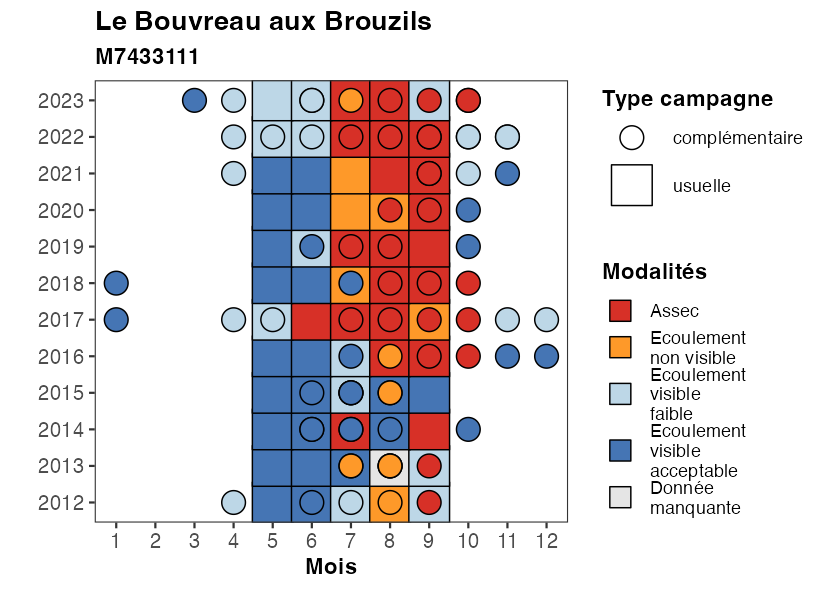 Le Bouvreau aux Brouzils
M7433111
2023
2022
2021
2020
2019
2018
2017
2016
2015
2014
2013
2012
1 2 3 4 5 6 7 8 9 10 11 12
Mois
Type campagne
complémentaire
usuelle
Modalités
Assec
Ecoulement
non visible
Ecoulement
visible
faible
Ecoulement
visible
acceptable
Donnée
manquante